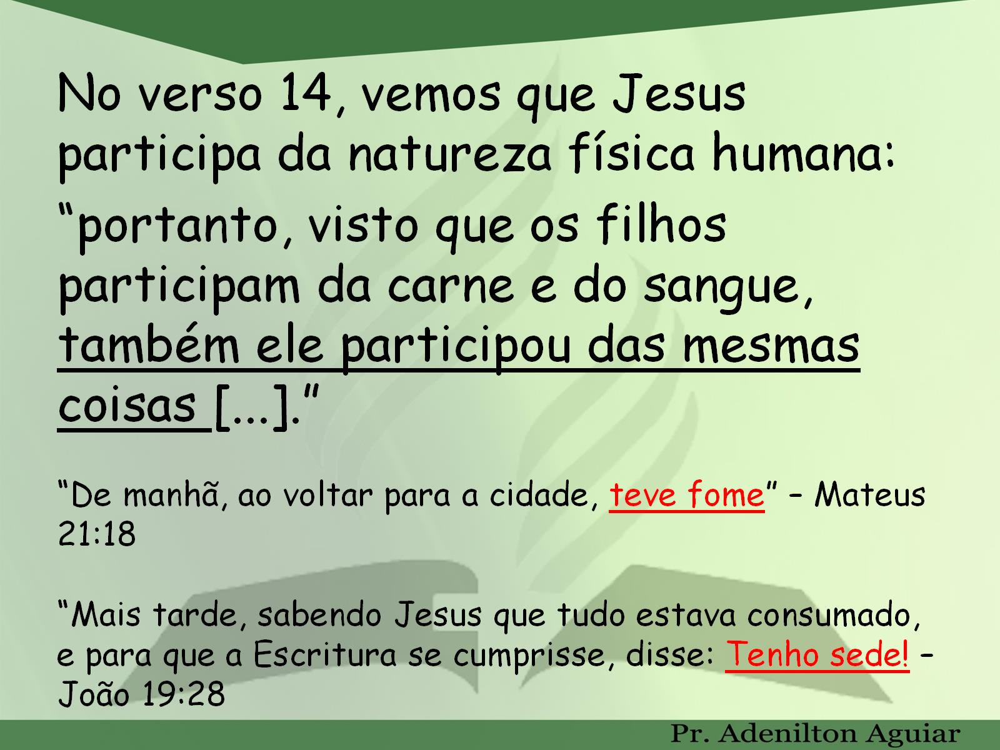 No verso 14, vemos que Jesus
participa da natureza física humana:
“portanto, visto que os filhos
participam da carne e do sangue,
também ele participou das mesmas
coisas [...].”
“De manhã, ao voltar para a cidade, teve fome” – Mateus
21:18
“Mais tarde, sabendo Jesus que tudo estava consumado,
e para que a Escritura se cumprisse, disse: Tenho sede! –
João 19:28
Pr. Adenilton Aguiar